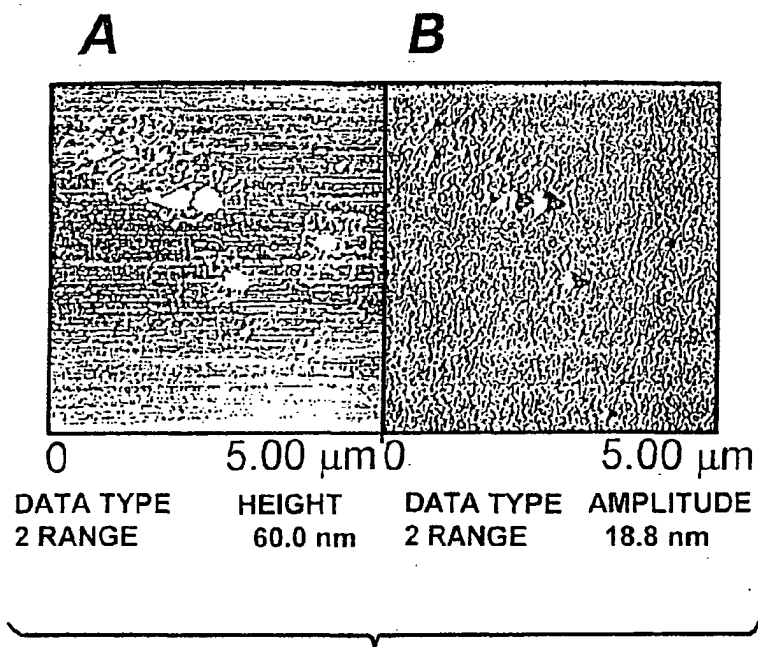 A B
0 5.00 μm 0 5.00 μm
DATA TYPE HEIGHT DATA TYPE AMPLITUDE
2 RANGE 60.0 nm 2 RANGE 18.8 nm